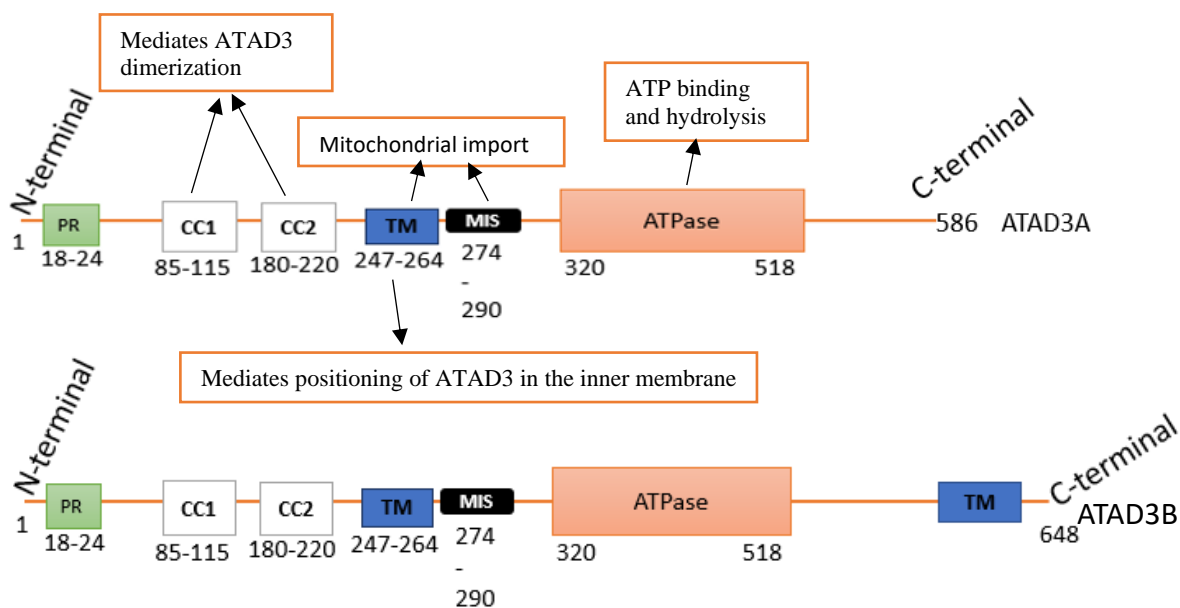 Mediates ATAD3
dimerization
ATP binding
and hydrolysis
Mitochondrial import
N-terminal
C-terminal
PR
CC1
CC2
TM
MIS
ATPase
586
ATAD3A
1
18-24
85-115
180-220
247-264
274
-
290
320
518
Mediates positioning of ATAD3 in the inner membrane
N-terminal
C-terminal
PR
CC1
CC2
TM
MIS
ATPase
TM
1
18-24
85-115
180-220
247-264
274
-
290
320
518
648
ATAD3B